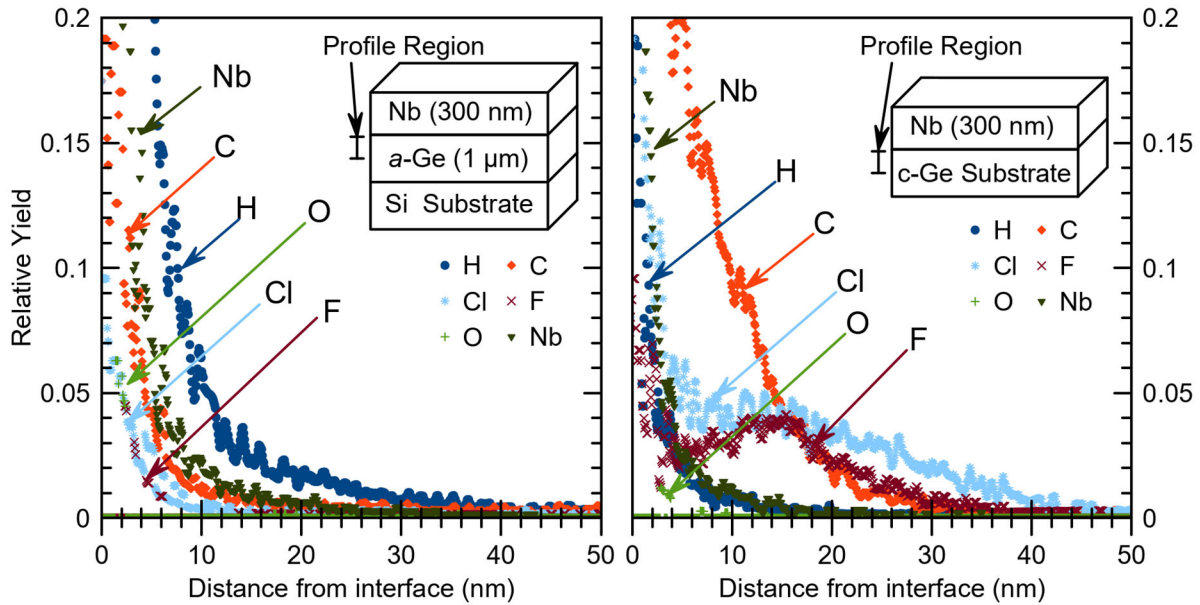 0.2
0.15
0.1
0.05
0
Relative Yield
Profile Region
Nb (300 nm)
a-Ge (1 µm)
Si Substrate
Nb
C
H
O
Cl
F
H C
Cl F
O Nb
0 10 20 30 40 50
Distance from interface (nm)
Profile Region
Nb (300 nm)
c-Ge Substrate
Nb
H
C
Cl
O
F
H C
Cl F
O Nb
0.2
0.15
0.1
0.05
0
0 10 20 30 40 50
Distance from interface (nm)